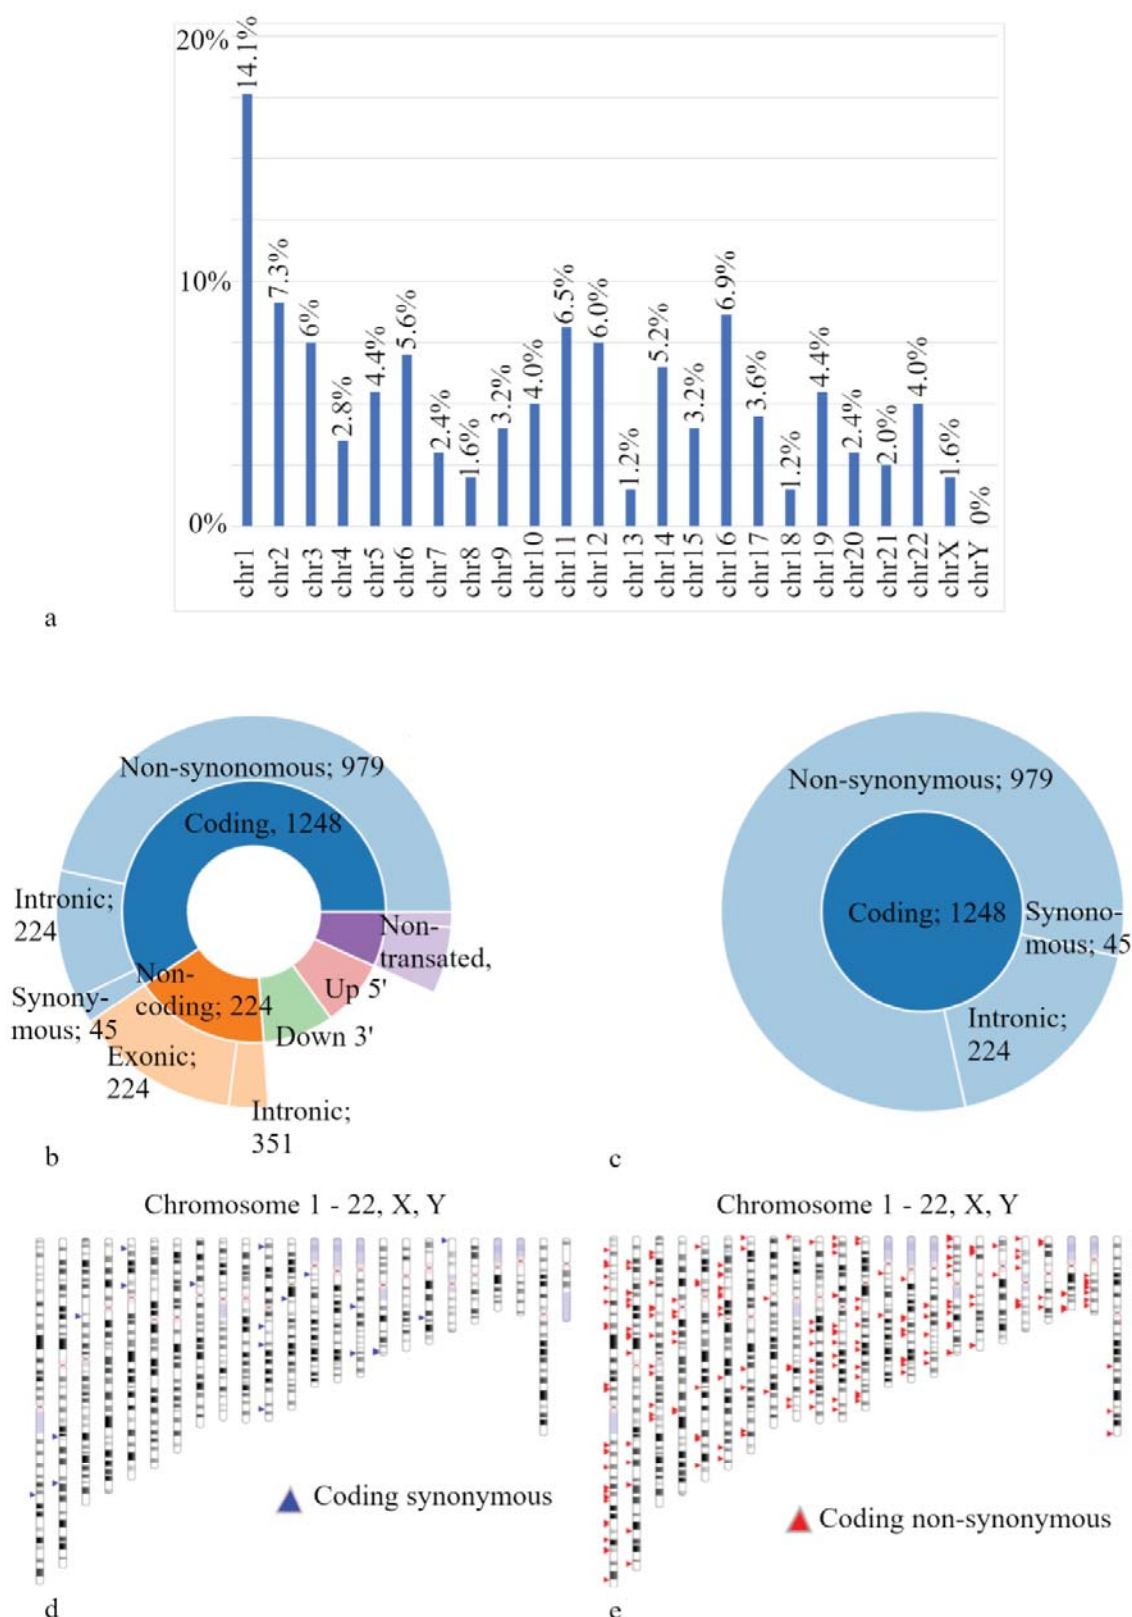 20%
10%
0%
14.1%
7.3%
6%
2.8%
4.4%
5.6%
2.4%
1.6%
3.2%
4.0%
6.5%
6.0%
1.2%
5.2%
3.2%
6.9%
3.6%
1.2%
4.4%
2.4%
2.0%
4.0%
1.6%
0%
chr1
chr2
chr3
chr4
chr5
chr6
chr7
chr8
chr9
chr10
chr11
chr12
chr13
chr14
chr15
chr16
chr17
chr18
chr19
chr20
chr21
chr22
chrX
chrY
a
Non-synonomous; 979
Coding, 1248
Intronic;
224
Synony-
mous; 45
Non-
coding; 224
Exonic;
224
Intronic;
351
Down 3'
Up 5'
Non-
transated,
b
Non-synonymous; 979
Coding; 1248
Synono-
mous; 45
Intronic;
224
c
Chromosome 1 - 22, X, Y
Coding synonymous
d
Chromosome 1 - 22, X, Y
Coding non-synonymous
e